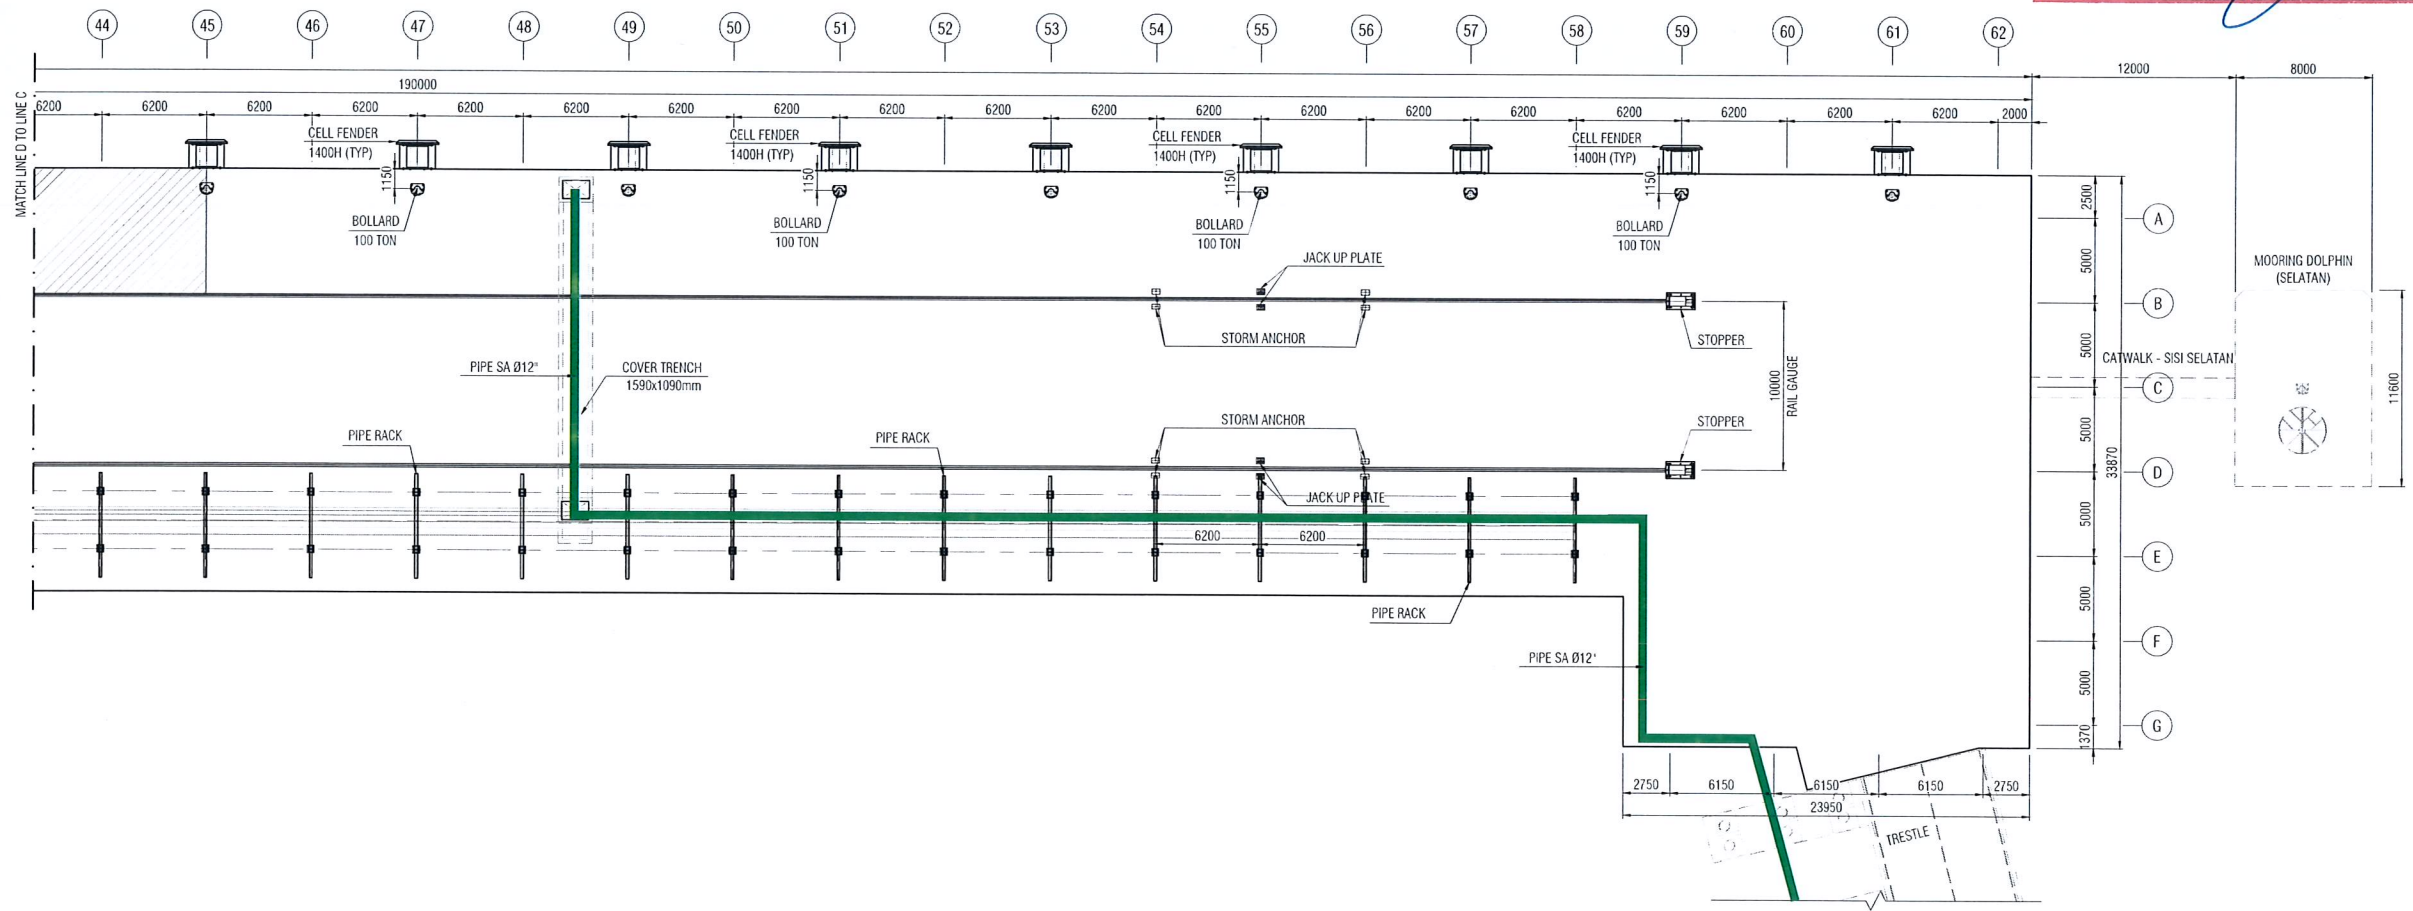 44 45 46 47 48 49 50 51 52 53 54 55 56 57 58 59 60 61 62
190000 12000 8000
6200 6200 6200 6200 6200 6200 6200 6200 6200 6200 6200 6200 6200 6200 6200 6200 6200 6200 6200 2000
MATCH LINE D TO LINE C
CELL FENDER
1400H (TYP)
CELL FENDER
1400H (TYP)
CELL FENDER
1400H (TYP)
CELL FENDER
1400H (TYP)
1150
1150
1150
1150
BOLLARD
100 TON
BOLLARD
100 TON
BOLLARD
100 TON
BOLLARD
100 TON
2500
A
5000
JACK UP PLATE
MOORING DOLPHIN
(SELATAN)
B
STORM ANCHOR
STOPPER
5000
CATWALK - SISI SELATAN
PIPE SA Ø12"
COVER TRENCH
1590x1090mm
10000
RAIL GAUGE
C
11600
PIPE RACK
PIPE RACK
STORM ANCHOR
STOPPER
5000
33870
D
JACK UP PLATE
5000
6200 6200
E
PIPE RACK
5000
F
PIPE SA Ø12"
5000
G
1370
2750 6150 6150 6150 2750
23950
TRESTLE